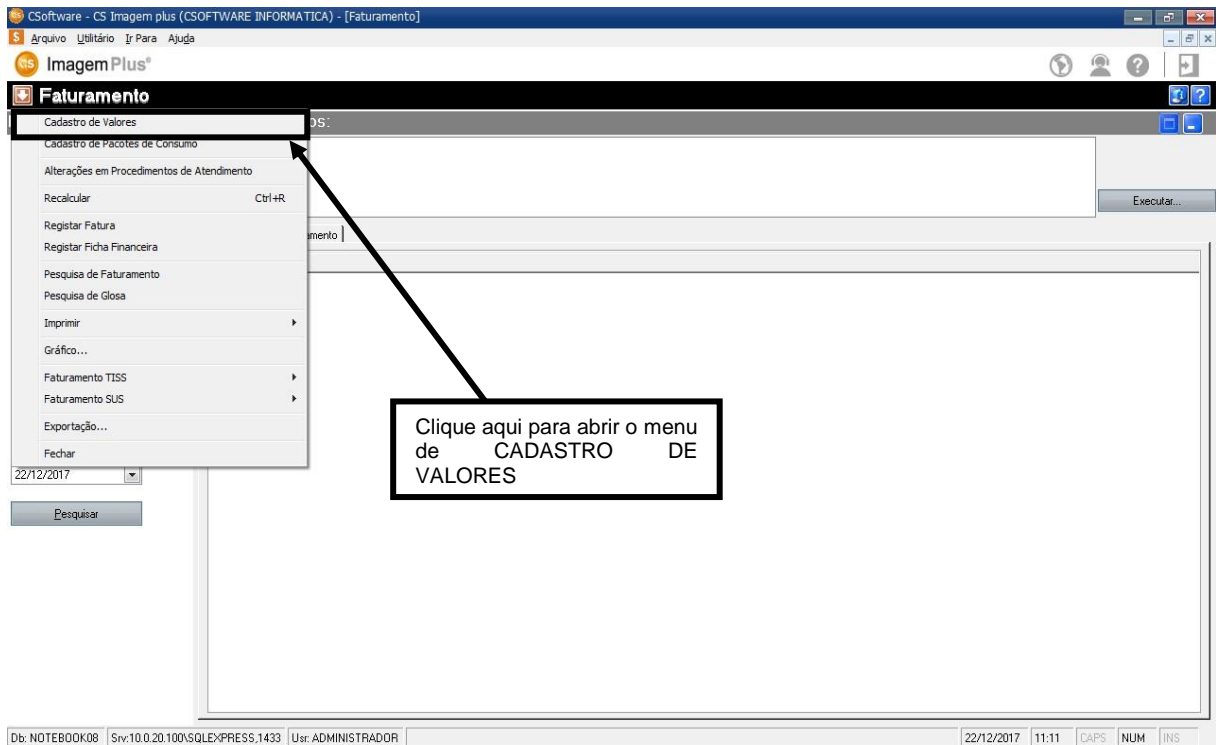 CSoftware - CS Imagem plus (CSOFTWARE INFORMATICA) - [Faturamento]
Arquivo Utilitário Ir Para Ajuda
Imagem Plus®
Faturamento
Cadastro de Valores
os:
Cadastro de Pacotes de Consumo
Alterações em Procedimentos de Atendimento
Recalcular Ctrl+R
Executar...
Registar Fatura
Registar Ficha Financeira
Pesquisa de Faturamento
Pesquisa de Glosa
Imprimir
Gráfico...
Faturamento TISS
Faturamento SUS
Exportação...
Fechar
Clique aqui para abrir o menu
de CADASTRO DE
VALORES
22/12/2017
Pesquisar
Db: NOTEBOOK08 Srv:10.0.20.100\SQLEXPRESS,1433 Usr: ADMINISTRADOR 22/12/2017 11:11 CAPS NUM INS